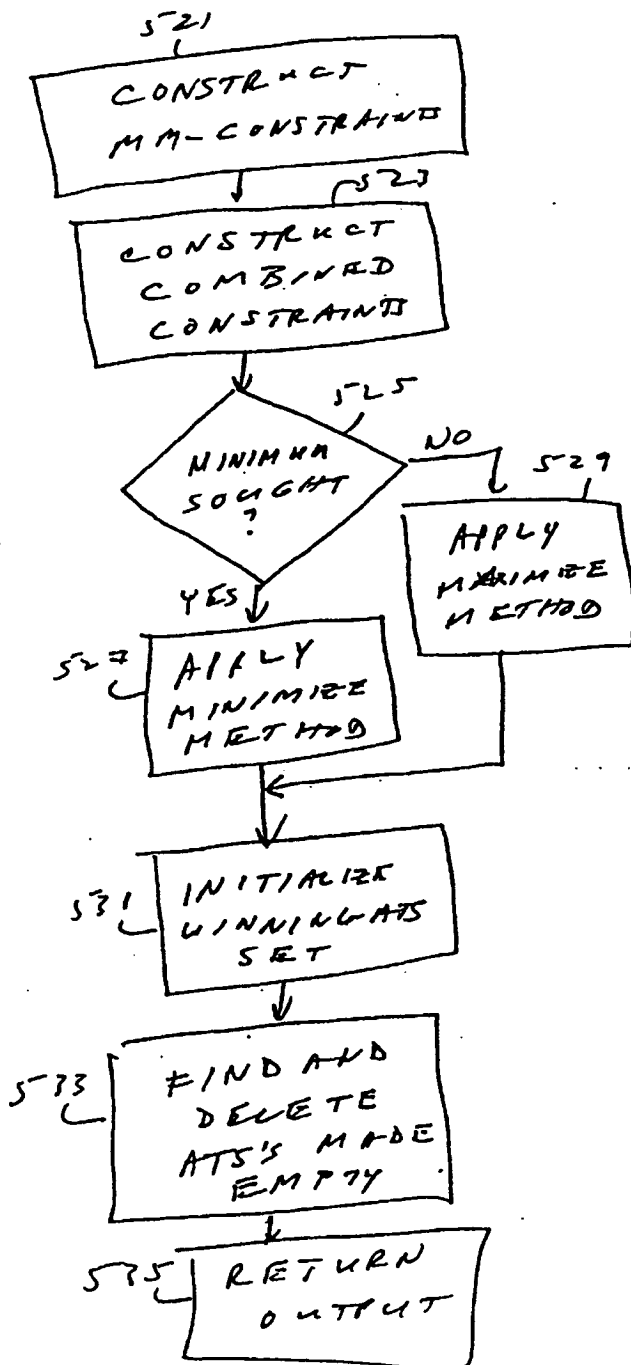 521
CONSTRUCT
MM-CONSTRAINTS
523
CONSTRUCT
COMBINED
CONSTRAINTS
525
MINIMUM
SOUGHT
?
NO
529
APPLY
MAXIMIZE
METHOD
YES
527
APPLY
MINIMIZE
METHOD
531
INITIALIZE
WINNINGATS
SET
533
FIND AND
DELETE
ATS'S MADE
EMPTY
535
RETURN
OUTPUT